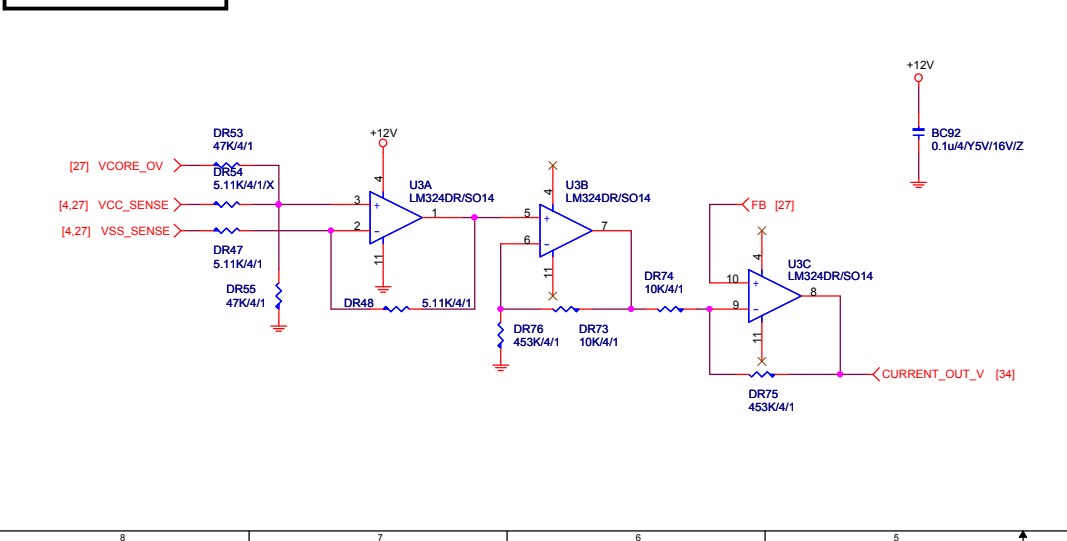 +12V
BC92
0.1u/4/Y5V/16V/Z
DR53
47K/4/1
[27] VCORE_OV
DR54
5.11K/4/1/X
[4,27] VCC_SENSE
[4,27] VSS_SENSE
DR47
5.11K/4/1
DR55
47K/4/1
+12V
4
U3A
LM324DR/SO14
3
+
1
2
-
11
DR48 5.11K/4/1
4
U3B
LM324DR/SO14
5
+
7
6
-
11
DR76
453K/4/1
DR73
10K/4/1
DR74
10K/4/1
FB [27]
4
U3C
LM324DR/SO14
10
+
8
9
-
11
DR75
453K/4/1
CURRENT_OUT_V [34]
8 7 6 5